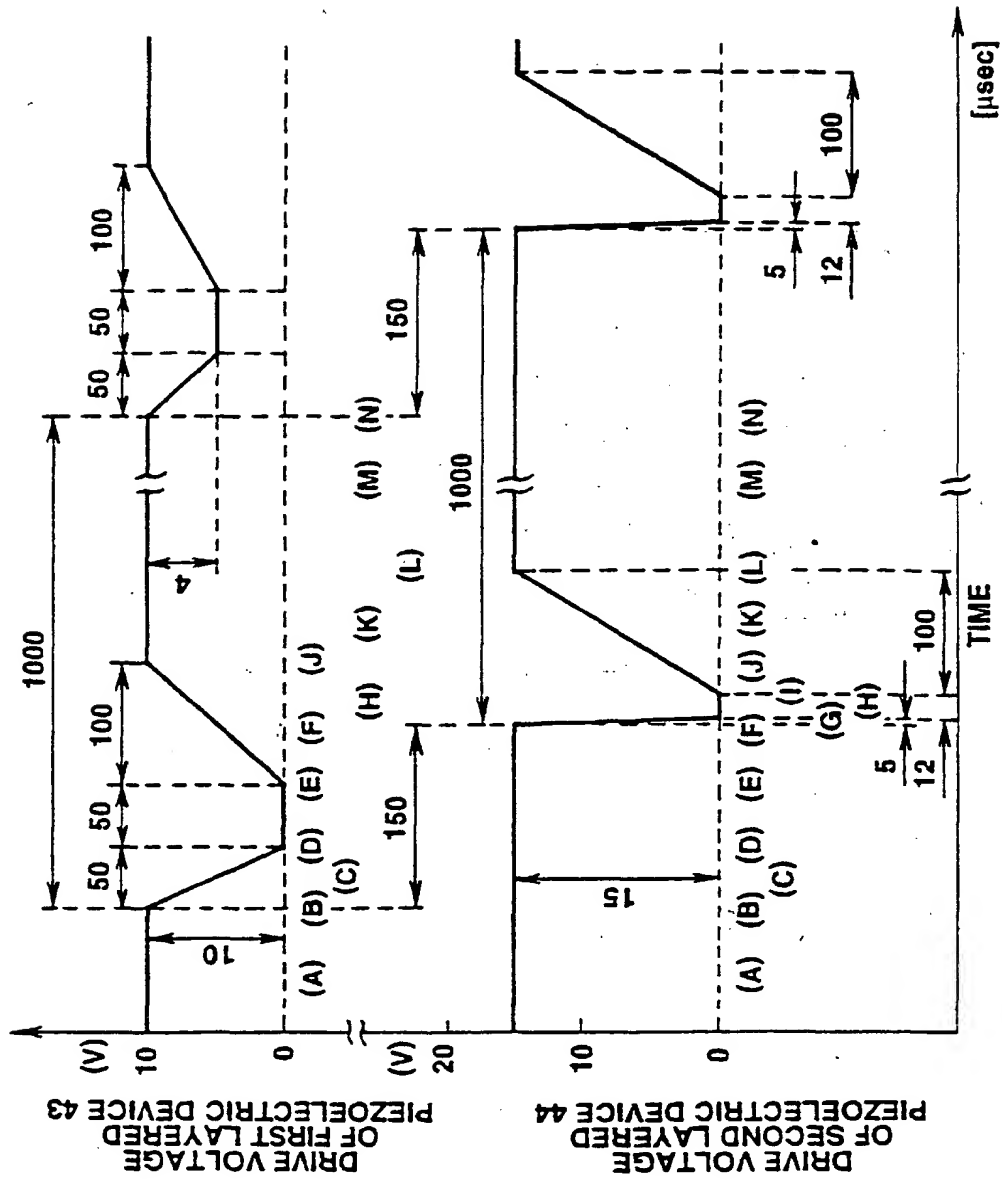 DRIVE VOLTAGE
OF FIRST LAYERED
PIEZOELECTRIC DEVICE 43
(V)
10
0
1000
50
50
100
50
50
100
10
4
(A)
(B)
(C)
(D)
(E)
(F)
(J)
(H)
(K)
(L)
(M)
(N)
150
150
1000
DRIVE VOLTAGE
OF SECOND LAYERED
PIEZOELECTRIC DEVICE 44
(V)
20
10
0
15
(A)
(B)
(C)
(D)
(E)
(F)
(G)
(H)
(I)
(J)
(K)
(L)
(M)
(N)
5
12
100
5
12
100
TIME
[µsec]